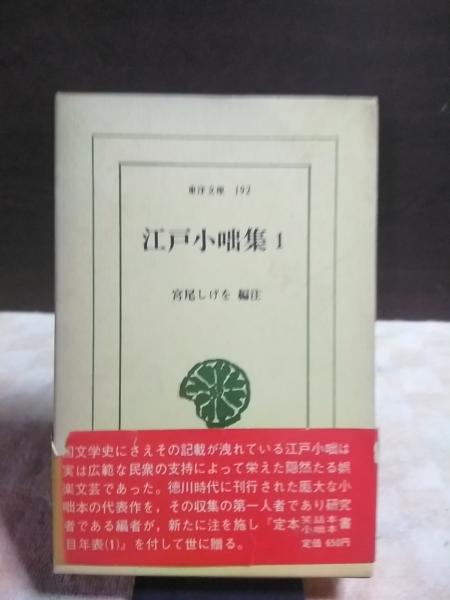 東洋文庫 192
江戸小咄集 1
宮尾しげを 編注
国文学史にさえその記載が洩れている江戸小咄は
実は広範な民衆の支持によって栄えた隠然たる娯
楽文芸であった。徳川時代に刊行された厖大な小
咄本の代表作を，その収集の第一人者であり研究
者である編者が，新たに注を施し『定本笑話本小咄本書
目年表(1)』を付して世に贈る。
定価 650円